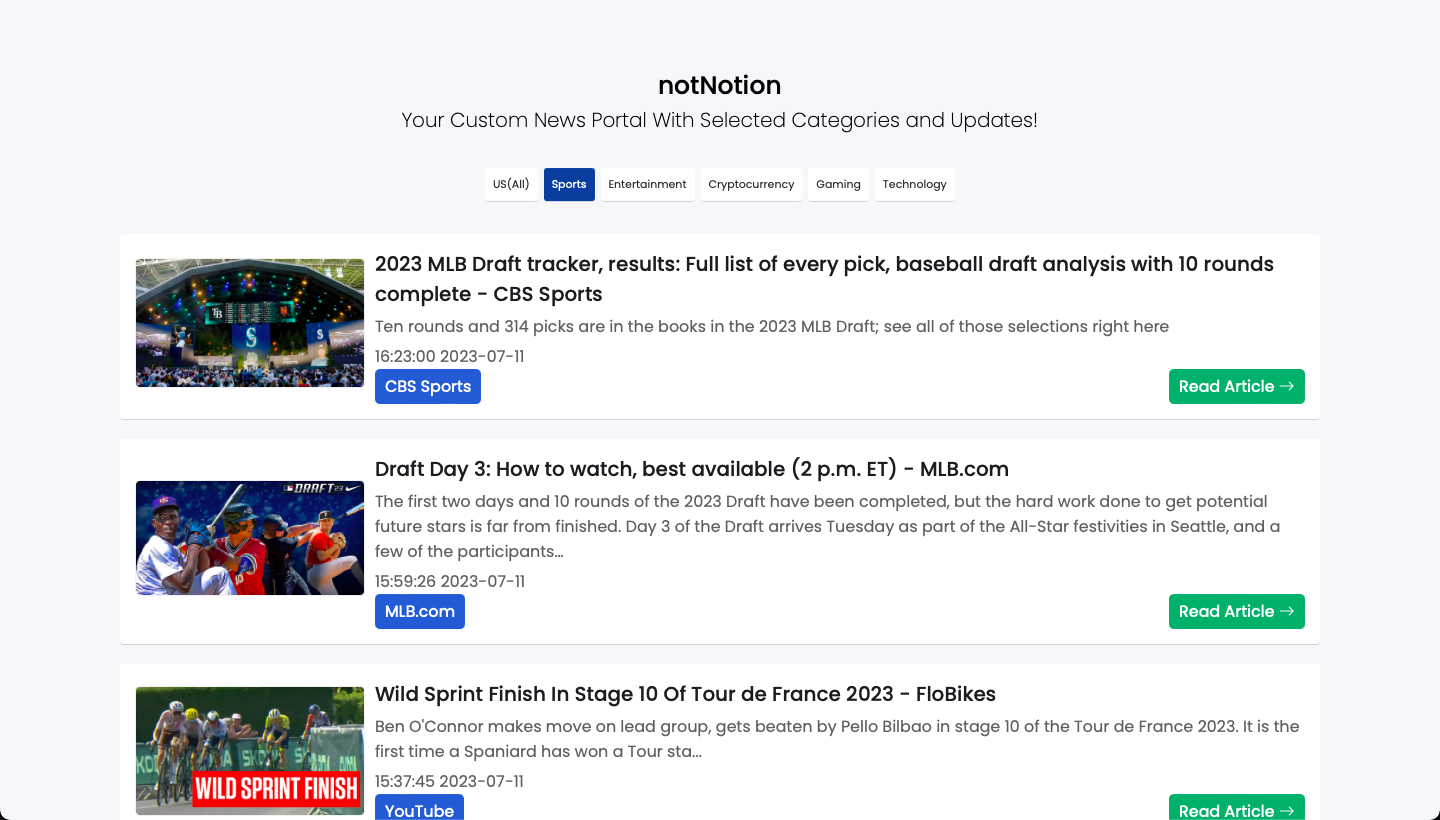 notNotion
Your Custom News Portal With Selected Categories and Updates!
US(All) Sports Entertainment Cryptocurrency Gaming Technology
2023 MLB Draft tracker, results: Full list of every pick, baseball draft analysis with 10 rounds
complete - CBS Sports
Ten rounds and 314 picks are in the books in the 2023 MLB Draft; see all of those selections right here
16:23:00 2023-07-11
CBS Sports
Read Article →
DRAFT 23
Draft Day 3: How to watch, best available (2 p.m. ET) - MLB.com
The first two days and 10 rounds of the 2023 Draft have been completed, but the hard work done to get potential
future stars is far from finished. Day 3 of the Draft arrives Tuesday as part of the All-Star festivities in Seattle, and a
few of the participants…
15:59:26 2023-07-11
MLB.com
Read Article →
WILD SPRINT FINISH
Wild Sprint Finish In Stage 10 Of Tour de France 2023 - FloBikes
Ben O'Connor makes move on lead group, gets beaten by Pello Bilbao in stage 10 of the Tour de France 2023. It is the
first time a Spaniard has won a Tour sta…
15:37:45 2023-07-11
YouTube
Read Article →